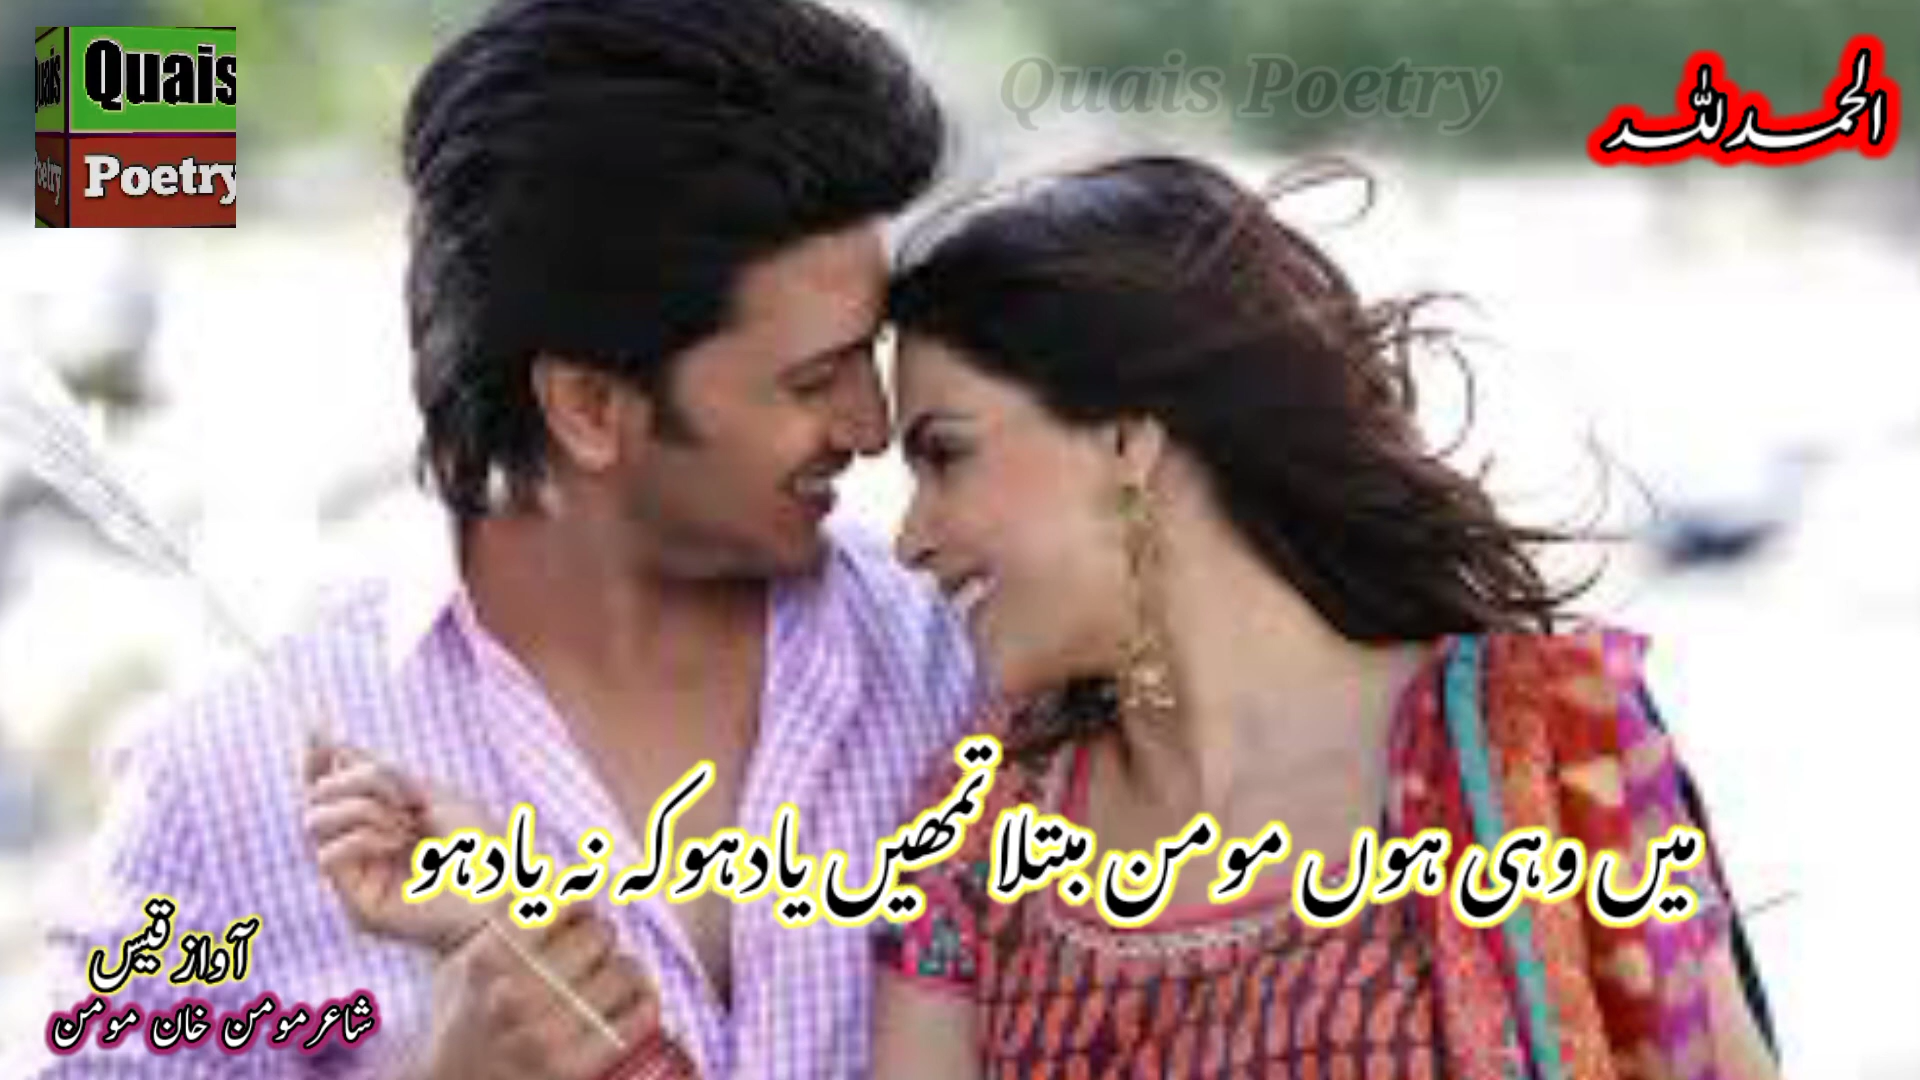 Quais
Poetry
Quais Poetry
الحمدللہ
میں وہی ہوں مومن مبتلا تمھیں یاد ہو کہ نہ یاد ہو
آواز قیس
شاعر مومن خان مومن